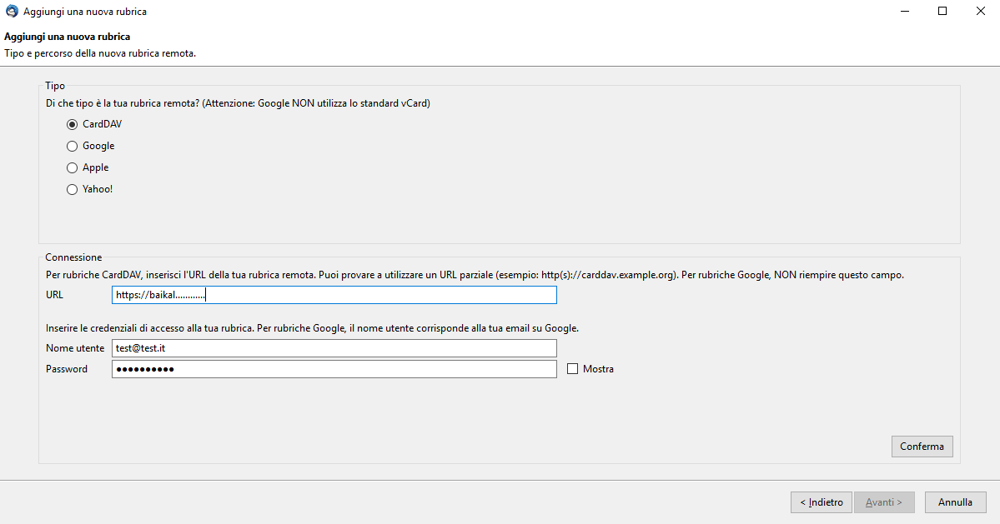 Aggiungi una nuova rubrica
Aggiungi una nuova rubrica
Tipo e percorso della nuova rubrica remota.
Tipo
Di che tipo è la tua rubrica remota? (Attenzione: Google NON utilizza lo standard vCard)
CardDAV
Google
Apple
Yahoo!
Connessione
Per rubriche CardDAV, inserisci l'URL della tua rubrica remota. Puoi provare a utilizzare un URL parziale (esempio: http(s)://carddav.example.org). Per rubriche Google, NON riempire questo campo.
URL https://baikal............
Inserire le credenziali di accesso alla tua rubrica. Per rubriche Google, il nome utente corrisponde alla tua email su Google.
Nome utente test@test.it
Password ●●●●●●●●●● Mostra
Conferma
< Indietro Avanti > Annulla